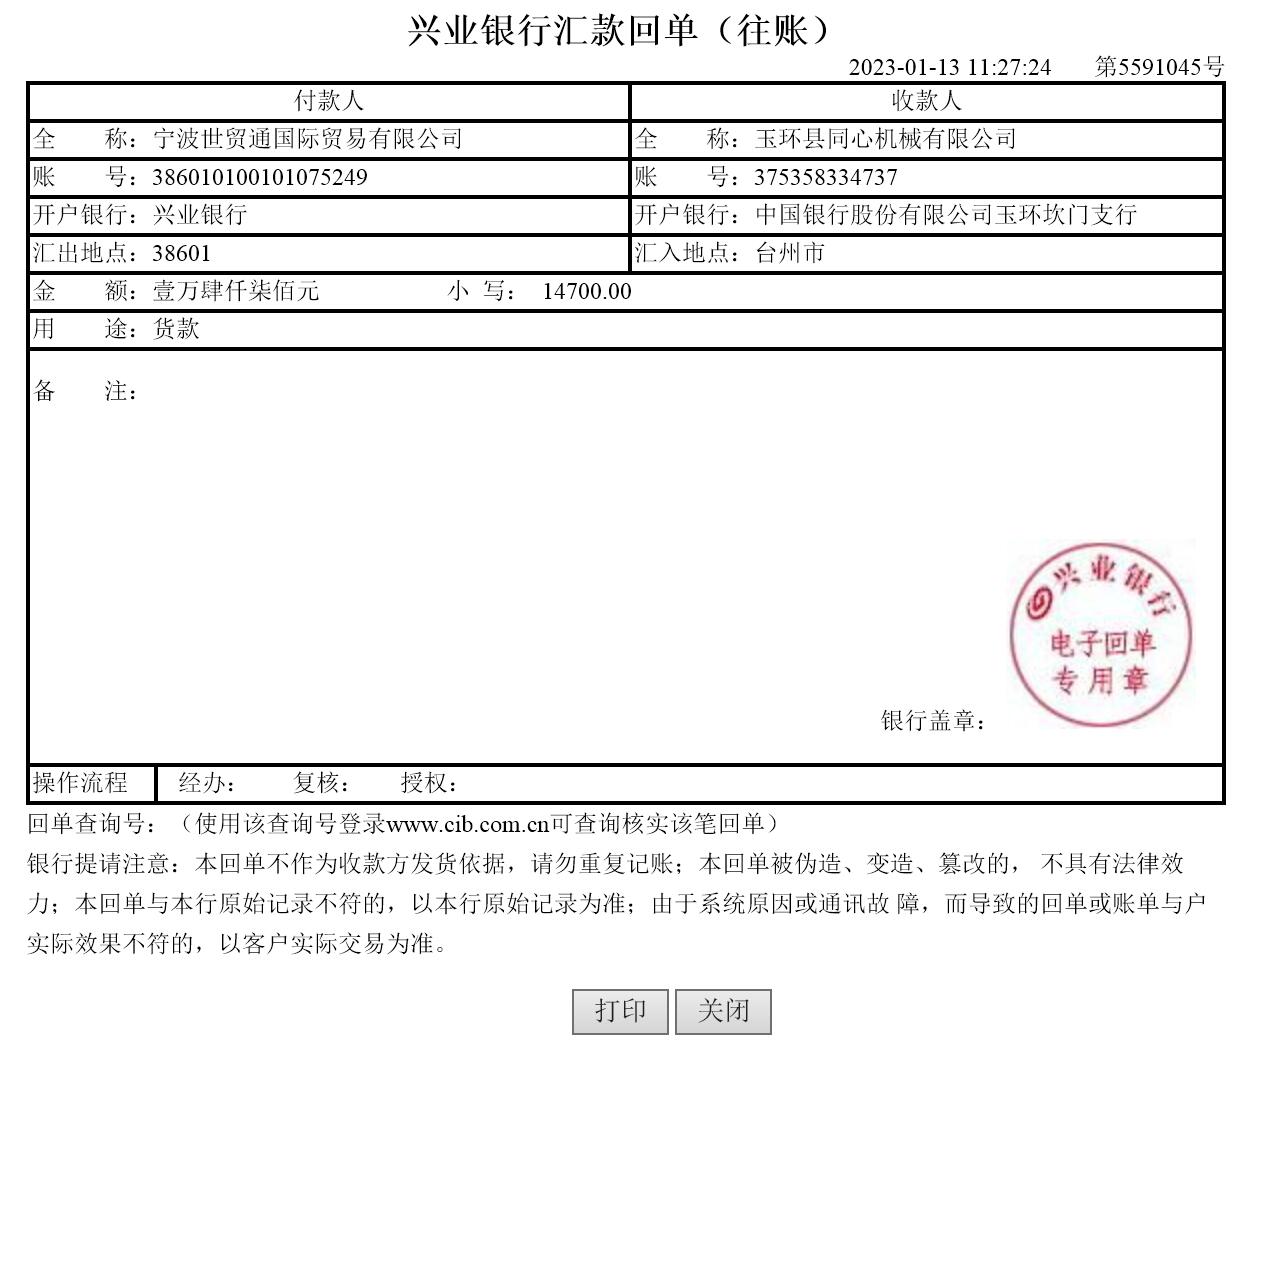 兴业银行汇款回单（往账）
2023-01-13 11:27:24 第5591045号
付款人 收款人
全 称：宁波世贸通国际贸易有限公司 全 称：玉环县同心机械有限公司
账 号：386010100101075249 账 号：375358334737
开户银行：兴业银行 开户银行：中国银行股份有限公司玉环坎门支行
汇出地点：38601 汇入地点：台州市
金 额：壹万肆仟柒佰元 小 写： 14700.00
用 途：货款
备 注：
兴业银行
电子回单
专用章
银行盖章：
操作流程 经办： 复核： 授权：
回单查询号：（使用该查询号登录www.cib.com.cn可查询核实该笔回单）
银行提请注意：本回单不作为收款方发货依据，请勿重复记账；本回单被伪造、变造、篡改的， 不具有法律效
力；本回单与本行原始记录不符的，以本行原始记录为准；由于系统原因或通讯故 障，而导致的回单或账单与户
实际效果不符的，以客户实际交易为准。
打印 关闭